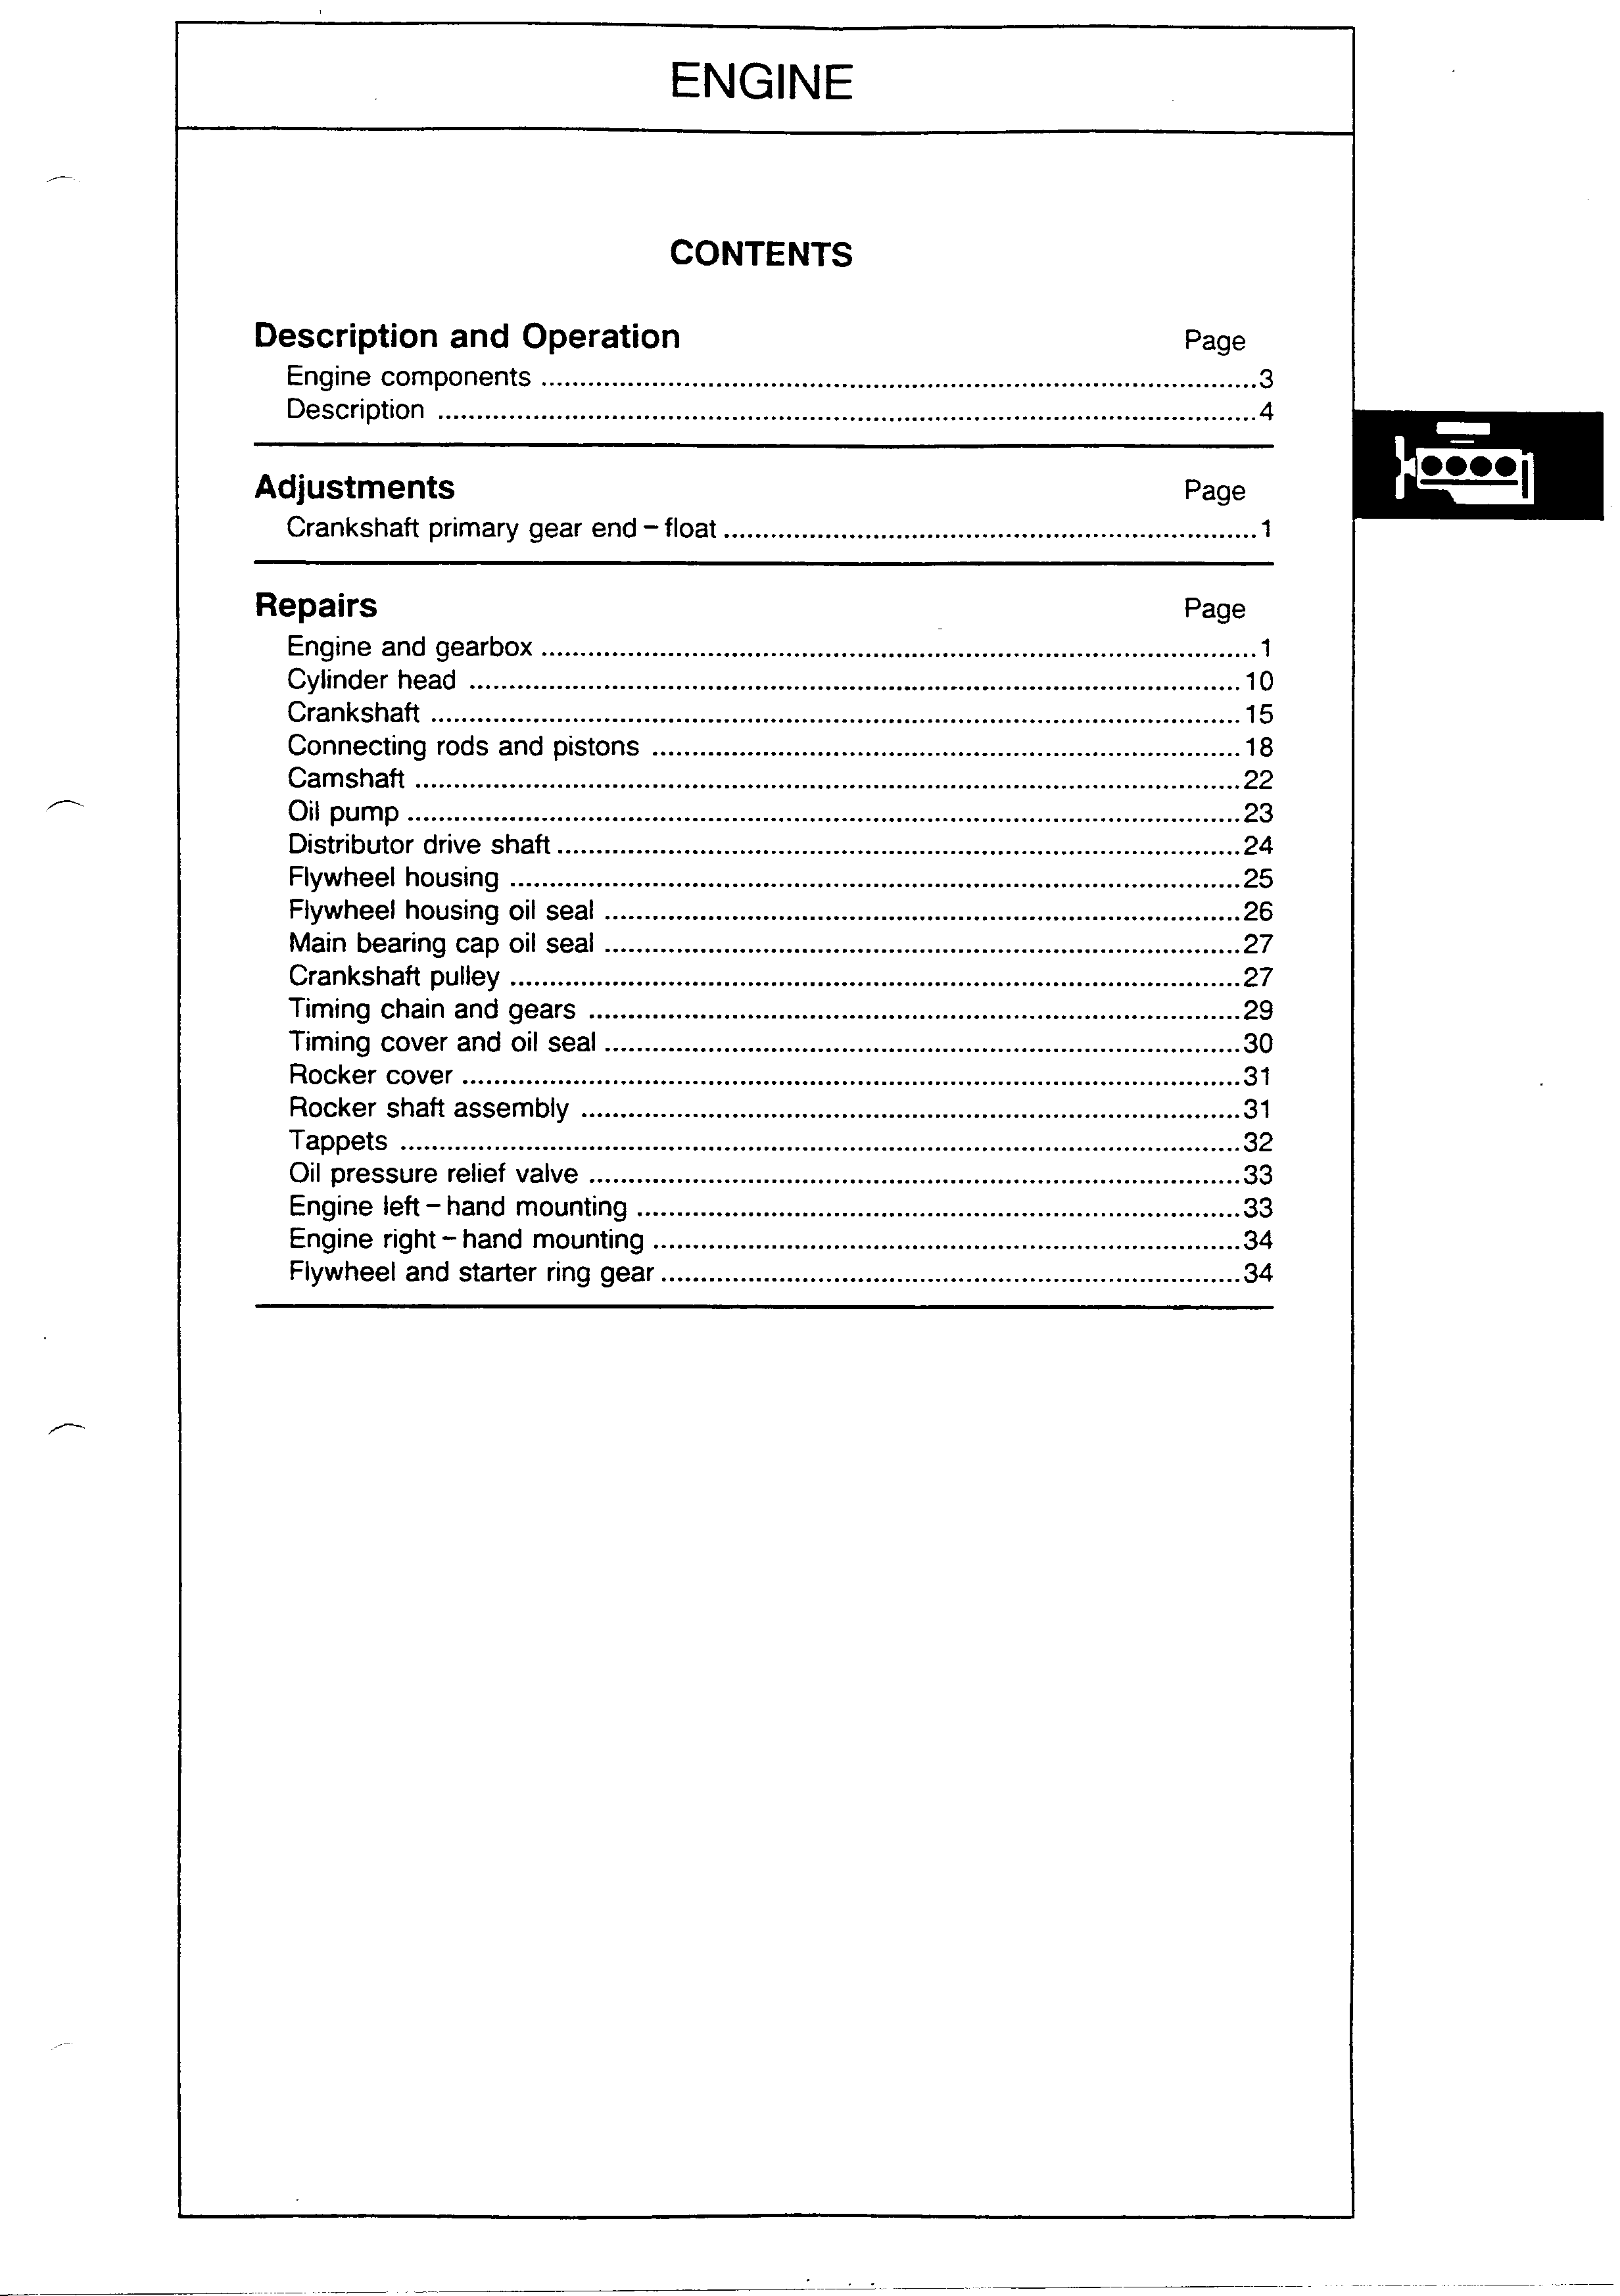 ENGINE
CONTENTS
Description and Operation Page
Engine components ........................................................ 3
Description ........................................................ 4
Adjustments Page
Crankshaft primary gear end – float ........................................................ 1
Repairs Page
Engine and gearbox ........................................................ 1
Cylinder head ........................................................ 10
Crankshaft ........................................................ 15
Connecting rods and pistons ........................................................ 18
Camshaft ........................................................ 22
Oil pump ........................................................ 23
Distributor drive shaft ........................................................ 24
Flywheel housing ........................................................ 25
Flywheel housing oil seal ........................................................ 26
Main bearing cap oil seal ........................................................ 27
Crankshaft pulley ........................................................ 27
Timing chain and gears ........................................................ 29
Timing cover and oil seal ........................................................ 30
Rocker cover ........................................................ 31
Rocker shaft assembly ........................................................ 31
Tappets ........................................................ 32
Oil pressure relief valve ........................................................ 33
Engine left – hand mounting ........................................................ 33
Engine right – hand mounting ........................................................ 34
Flywheel and starter ring gear ........................................................ 34